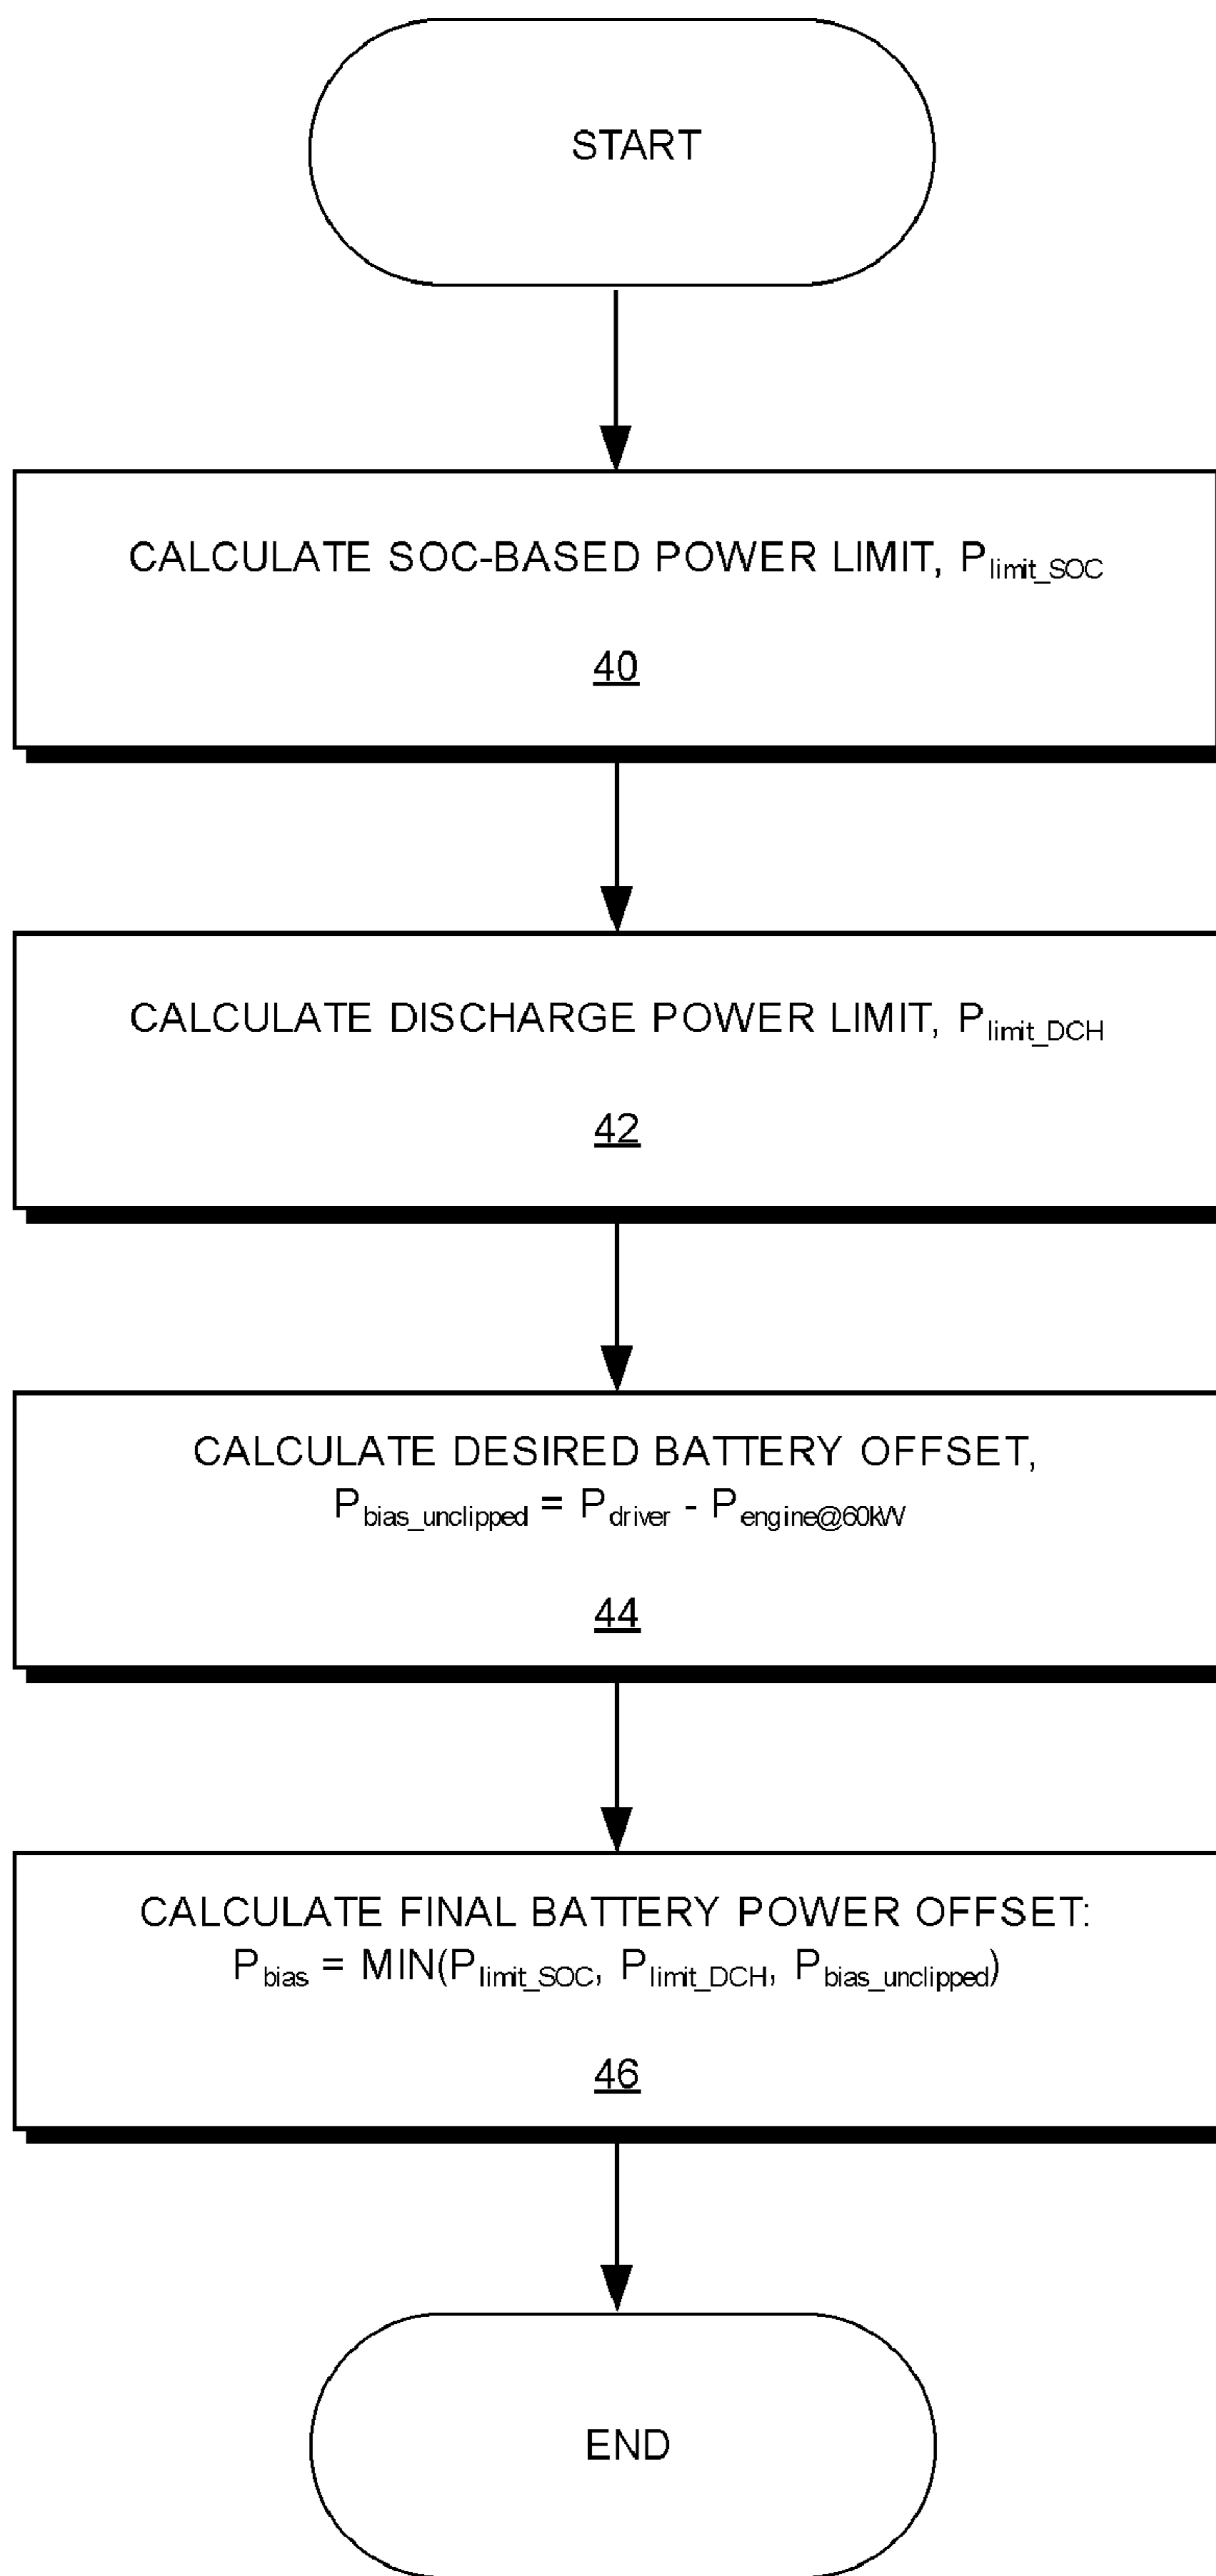 START
CALCULATE SOC-BASED POWER LIMIT, Plimit_SOC
40
CALCULATE DISCHARGE POWER LIMIT, Plimit_DCH
42
CALCULATE DESIRED BATTERY OFFSET,
Pbias_unclipped = Pdriver - Pengine@60kW
44
CALCULATE FINAL BATTERY POWER OFFSET:
Pbias = MIN(Plimit_SOC, Plimit_DCH, Pbias_unclipped)
46
END